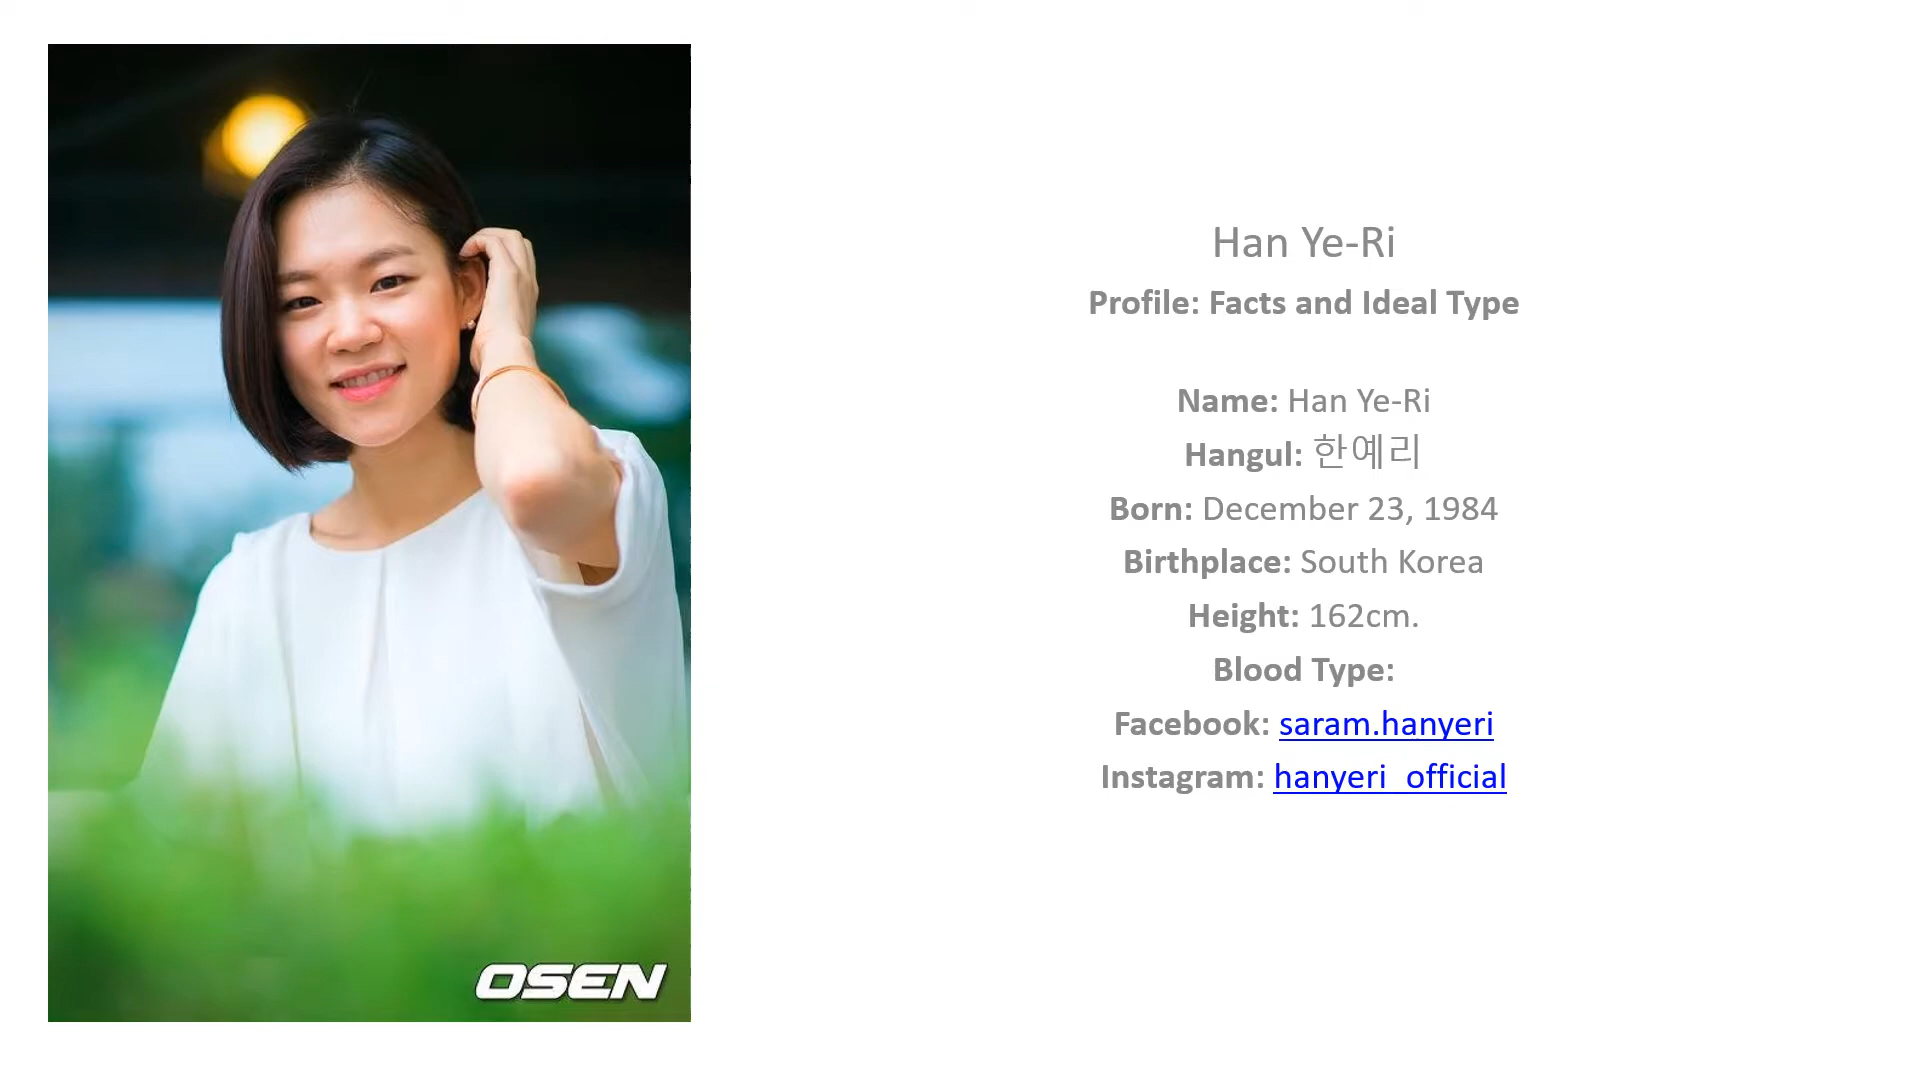 Han Ye-Ri
Profile: Facts and Ideal Type
Name: Han Ye-Ri
Hangul: 한예리
Born: December 23, 1984
Birthplace: South Korea
Height: 162cm.
Blood Type:
Facebook: saram.hanyeri
Instagram: hanyeri_official
OSEN